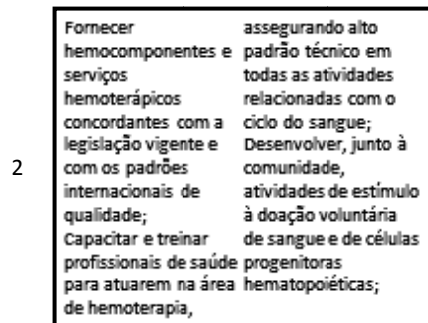 2
Fornecer
hemocomponentes e
serviços
hemoterápicos
concordantes com a
legislação vigente e
com os padrões
internacionais de
qualidade;
Capacitar e treinar
profissionais de saúde
para atuarem na área
de hemoterapia,
assegurando alto
padrão técnico em
todas as atividades
relacionadas com o
ciclo do sangue;
Desenvolver, junto à
comunidade,
atividades de estímulo
à doação voluntária
de sangue e de células
progenitoras
hematopoiéticas;